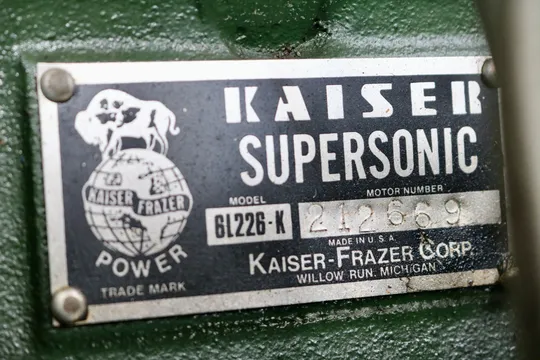 KAISER
SUPERSONIC
KAISER FRAZER
POWER
TRADE MARK
MODEL
6L226-K
MOTOR NUMBER
212669
MADE IN U.S.A.
KAISER-FRAZER CORP.
WILLOW RUN, MICHIGAN